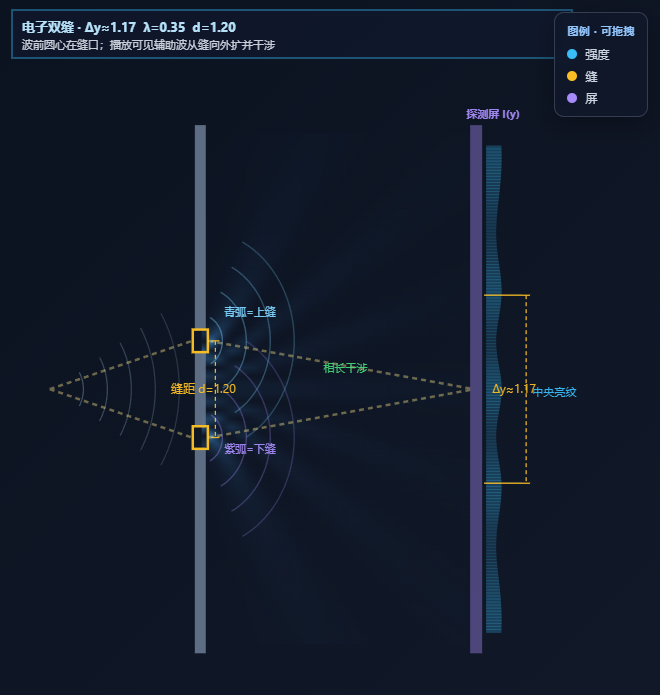 电子双缝 · Δy≈1.17 λ=0.35 d=1.20
波前圆心在缝口；播放可见辅助波从缝向外扩并干涉
图例 · 可拖拽
强度
缝
屏
探测屏 I(y)
青弧=上缝
相长干涉
缝距 d=1.20
Δy≈1.17
中央亮纹
紫弧=下缝